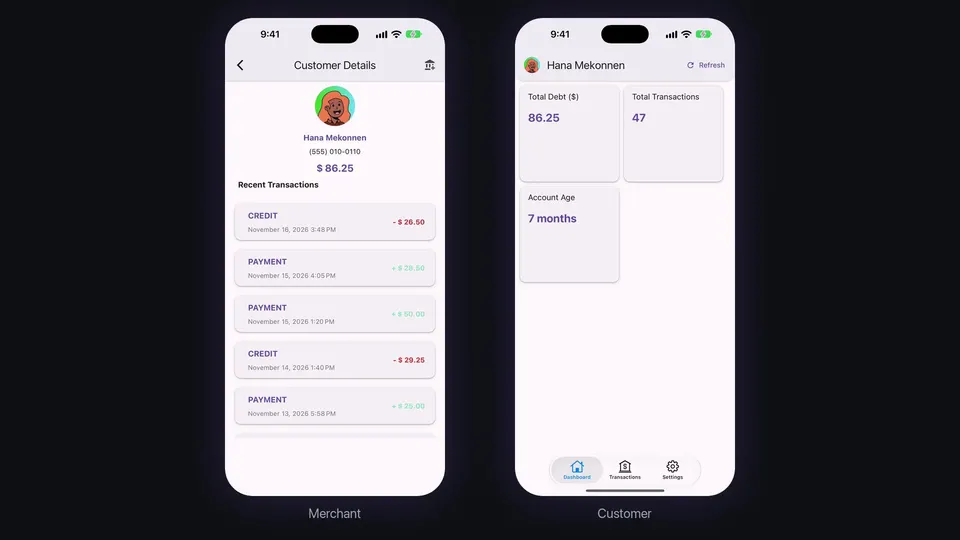 9:41
Customer Details
Hana Mekonnen
(555) 010-0110
$ 86.25
Recent Transactions
CREDIT
November 16, 2026 3:48 PM
- $ 26.50
PAYMENT
November 15, 2026 4:05 PM
+ $ 29.50
PAYMENT
November 15, 2026 1:20 PM
+ $ 50.00
CREDIT
November 14, 2026 1:40 PM
- $ 29.25
PAYMENT
November 13, 2026 5:58 PM
+ $ 25.00
Merchant
9:41
Hana Mekonnen
Refresh
Total Debt ($)
86.25
Total Transactions
47
Account Age
7 months
Dashboard
Transactions
Settings
Customer